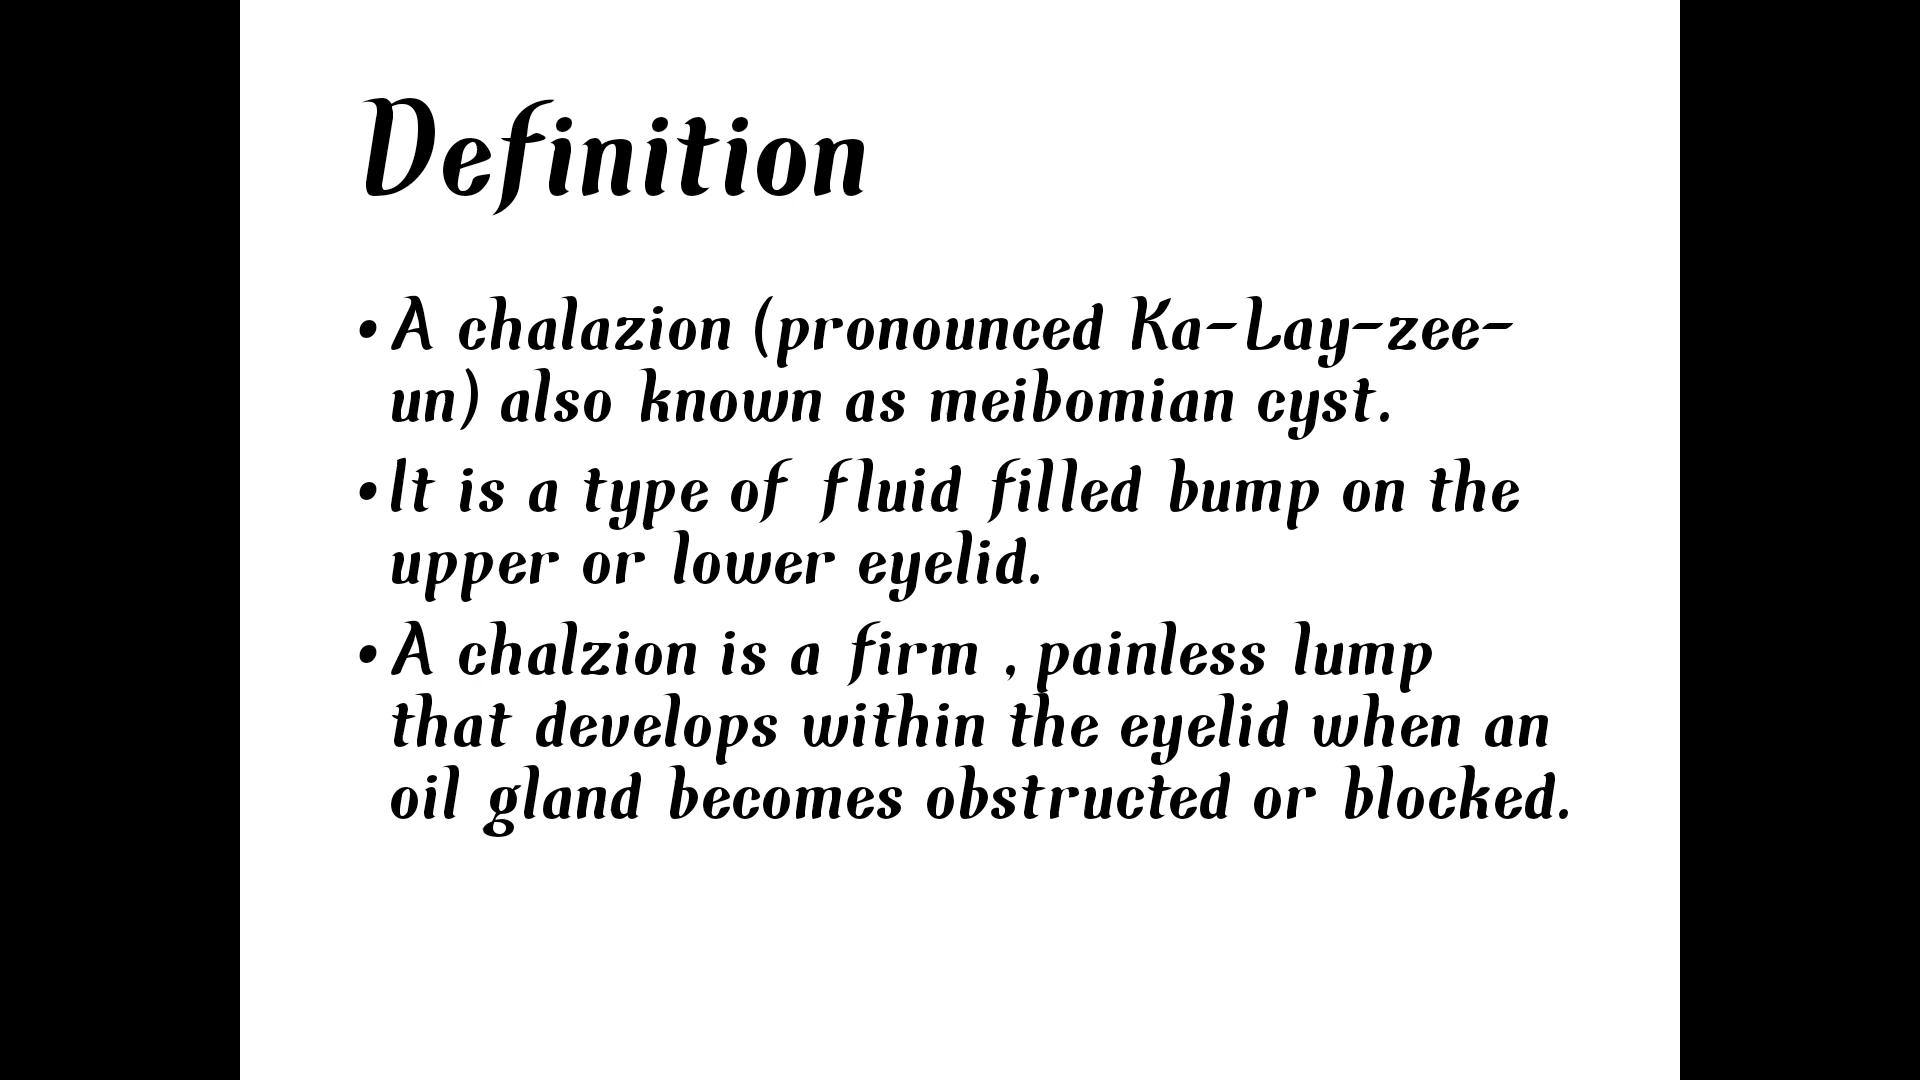 Definition
• A chalazion (pronounced Ka-Lay-zee-
un) also known as meibomian cyst.
• It is a type of fluid filled bump on the
upper or lower eyelid.
• A chalzion is a firm , painless lump
that develops within the eyelid when an
oil gland becomes obstructed or blocked.